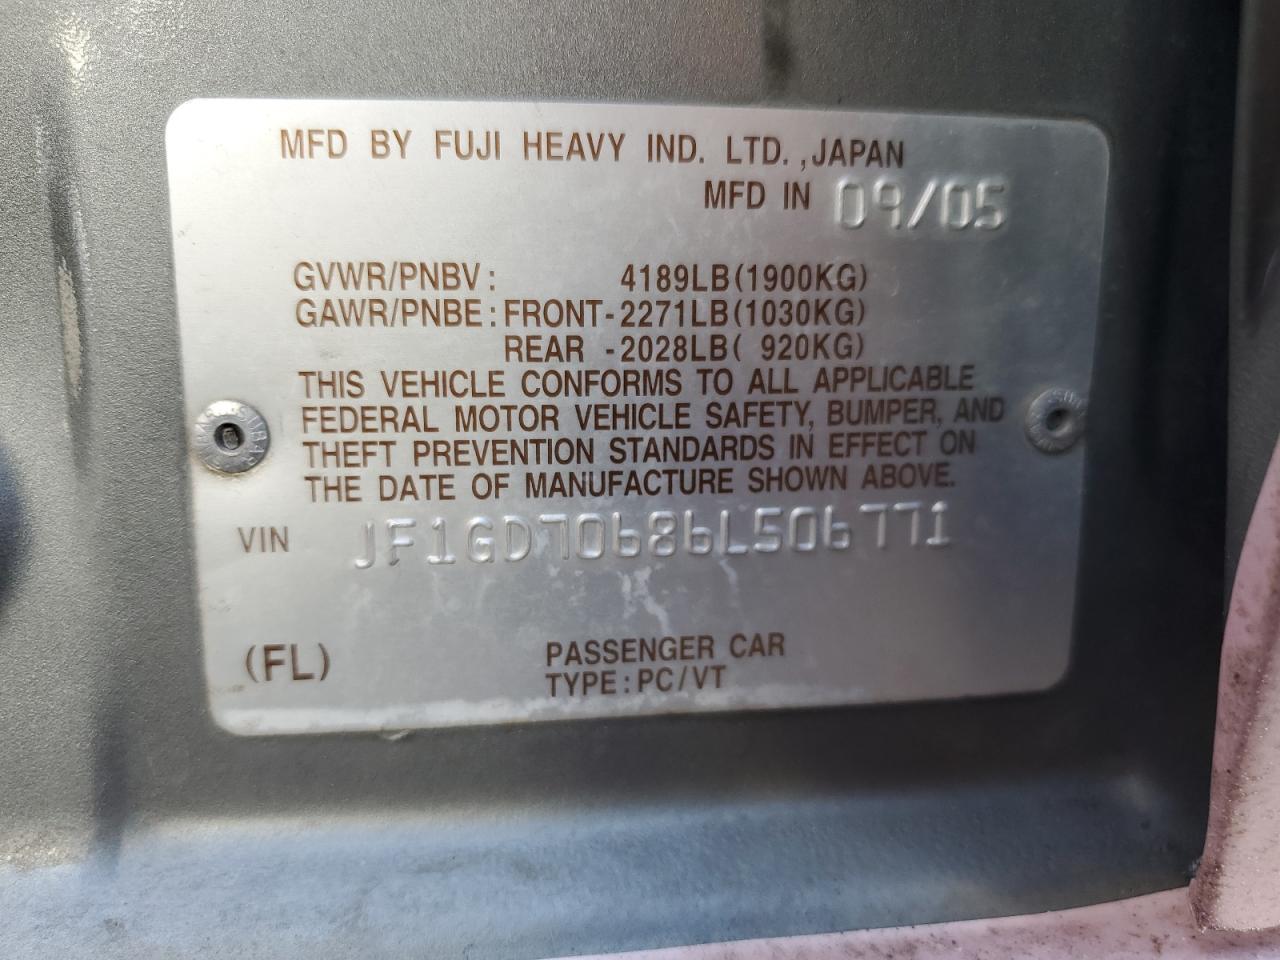 MFD BY FUJI HEAVY IND. LTD. ,JAPAN
MFD IN 09/05
GVWR/PNBV: 4189LB(1900KG)
GAWR/PNBE: FRONT-2271LB(1030KG)
REAR -2028LB( 920KG)
THIS VEHICLE CONFORMS TO ALL APPLICABLE
FEDERAL MOTOR VEHICLE SAFETY, BUMPER, AND
THEFT PREVENTION STANDARDS IN EFFECT ON
THE DATE OF MANUFACTURE SHOWN ABOVE.
VIN JF1GD70686L506771
(FL) PASSENGER CAR
TYPE:PC/VT